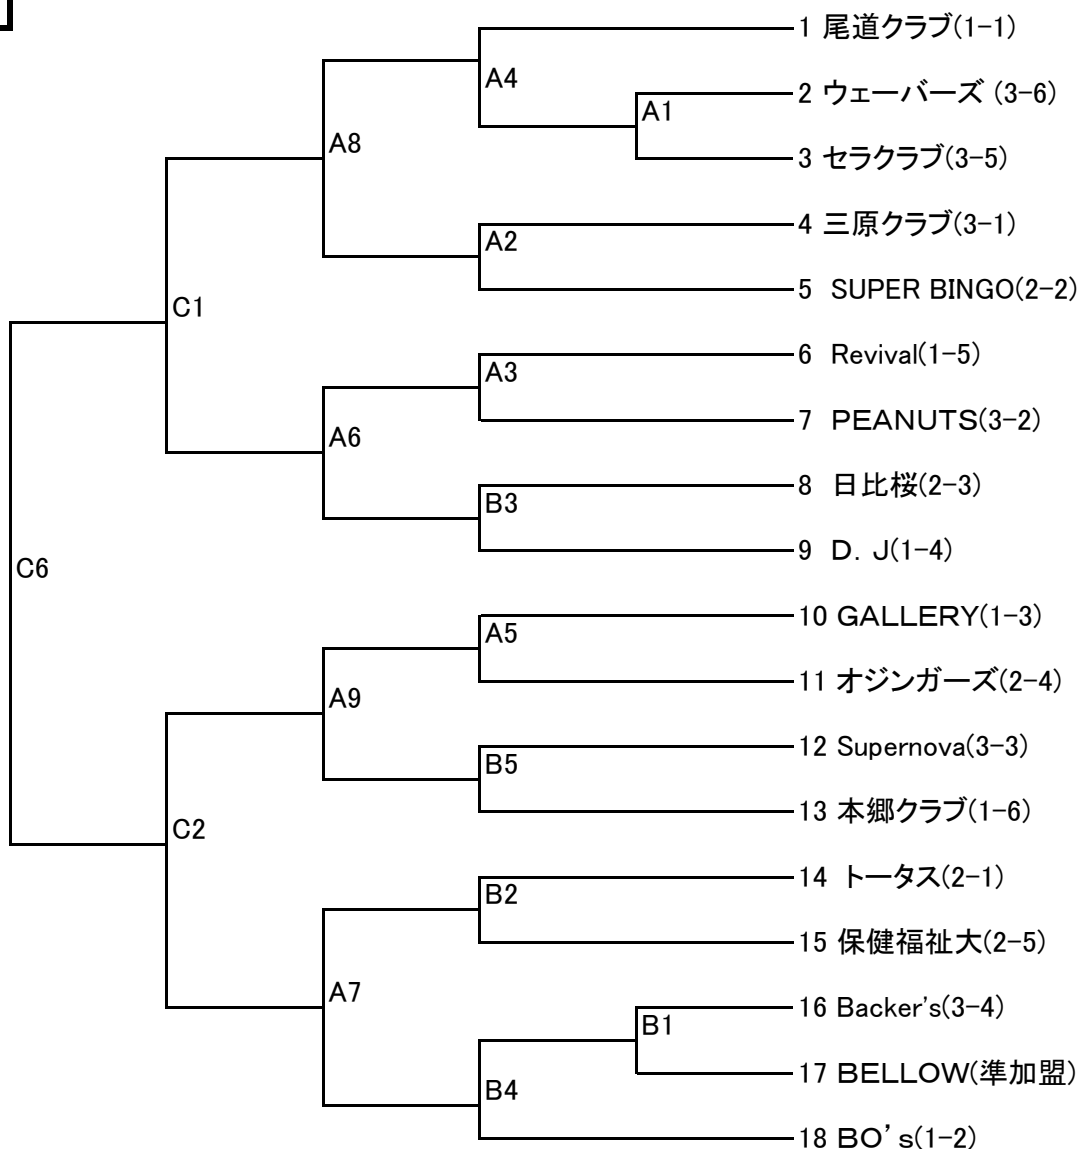 1 尾道クラブ(1-1)
A4
2 ウェーバーズ (3-6)
A1
A8
3 セラクラブ(3-5)
4 三原クラブ(3-1)
A2
5 SUPER BINGO(2-2)
C1
6 Revival(1-5)
A3
7 PEANUTS(3-2)
A6
8 日比桜(2-3)
B3
9 D．J(1-4)
C6
10 GALLERY(1-3)
A5
11 オジンガーズ(2-4)
A9
12 Supernova(3-3)
B5
13 本郷クラブ(1-6)
C2
14 トータス(2-1)
B2
15 保健福祉大(2-5)
A7
16 Backer's(3-4)
B1
17 BELLOW(準加盟)
B4
18 BO’s(1-2)